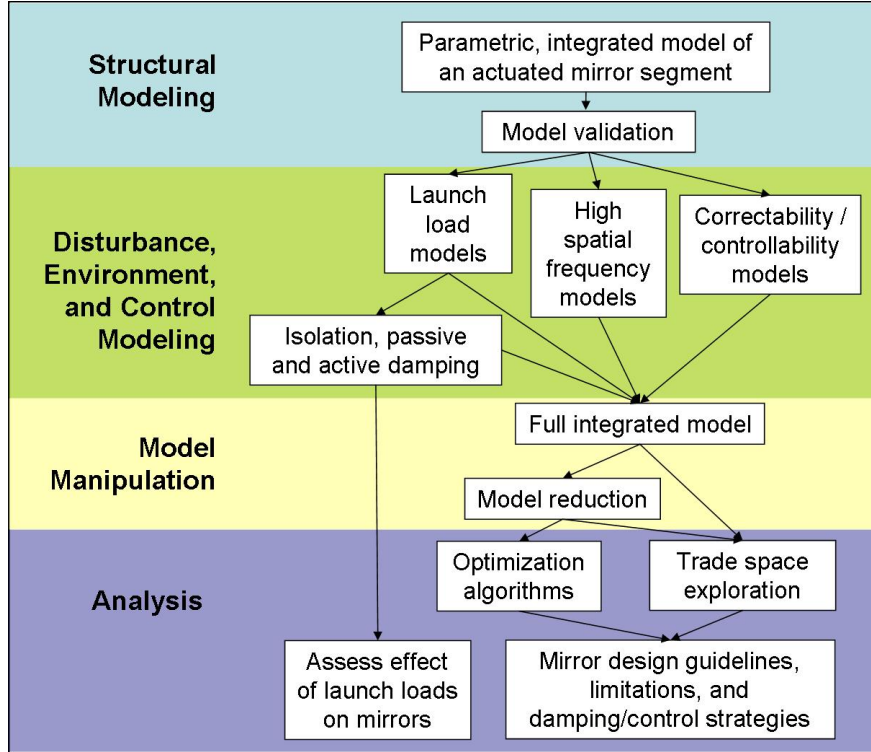 Structural
Modeling
Parametric, integrated model of
an actuated mirror segment
Model validation
Disturbance,
Environment,
and Control
Modeling
Launch
load
models
High
spatial
frequency
models
Correctability /
controllability
models
Isolation, passive
and active damping
Model
Manipulation
Full integrated model
Model reduction
Analysis
Optimization
algorithms
Trade space
exploration
Assess effect
of launch loads
on mirrors
Mirror design guidelines,
limitations, and
damping/control strategies